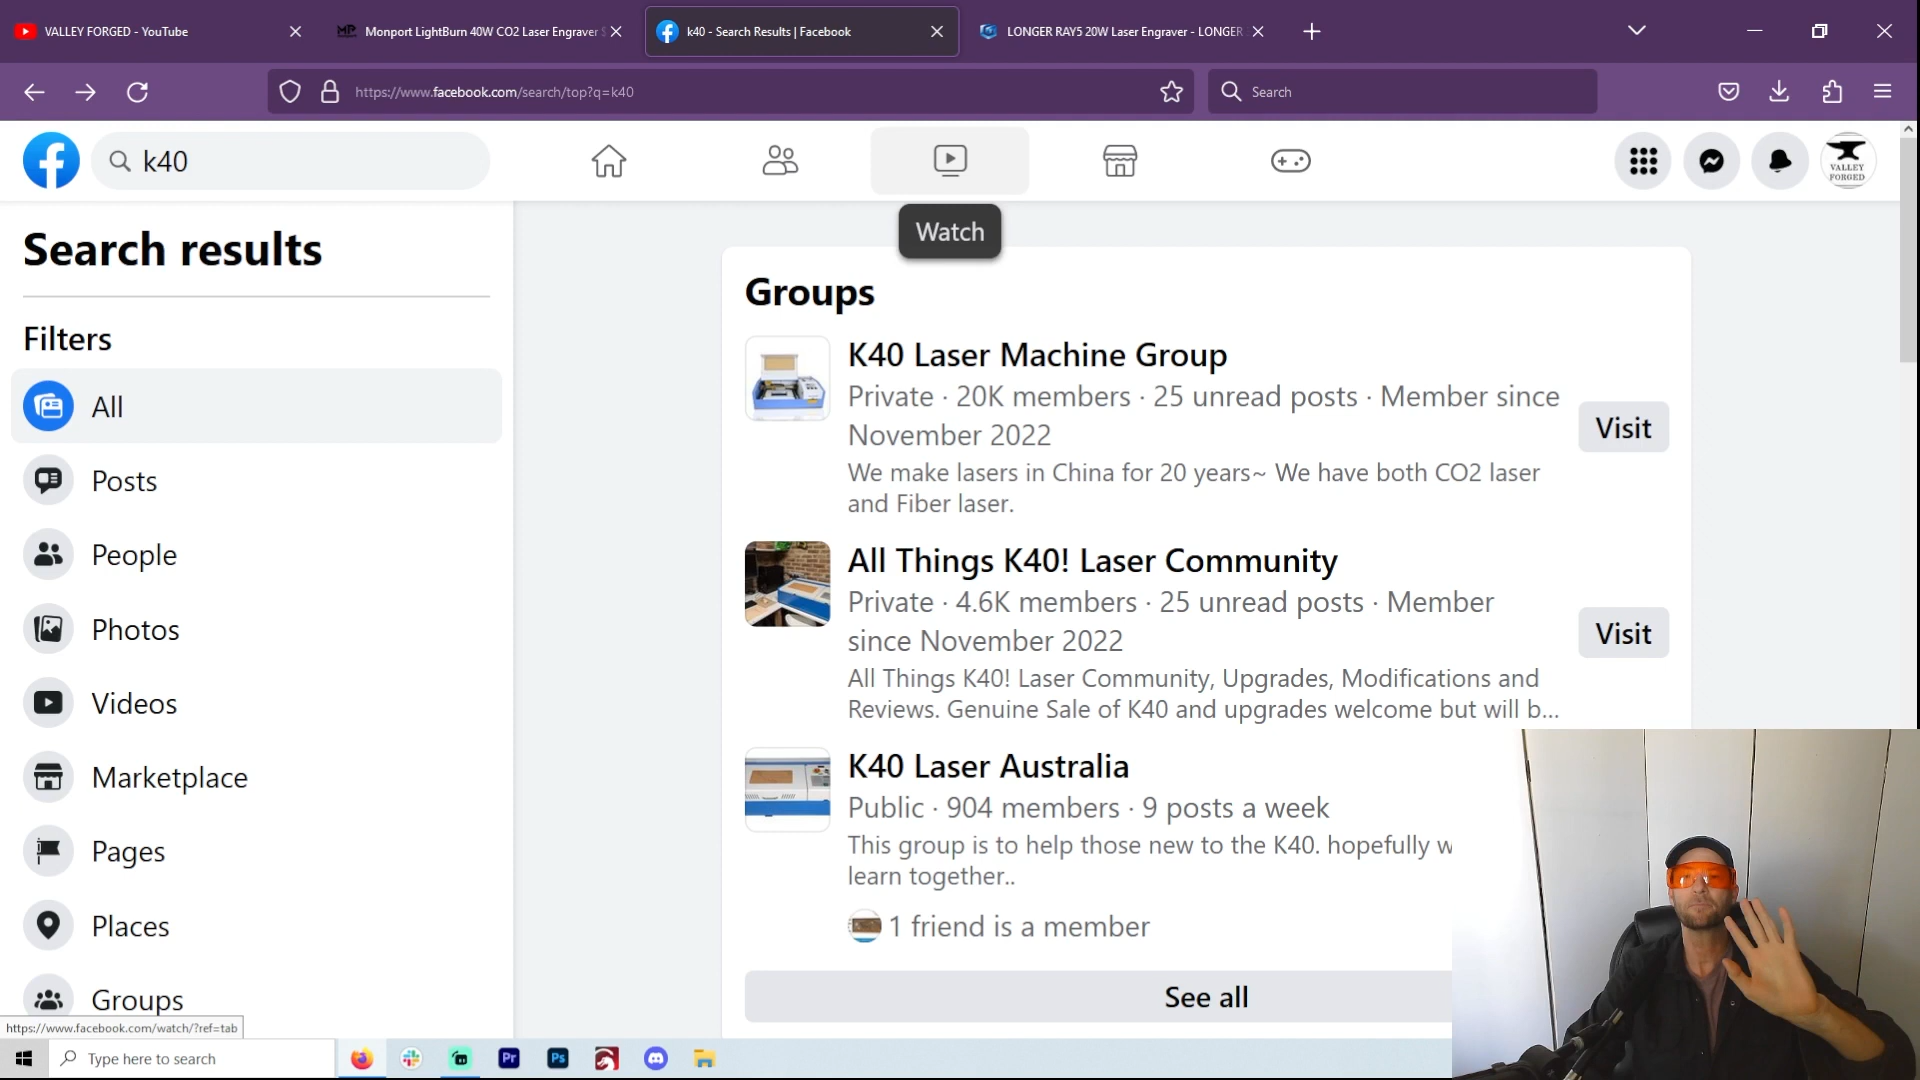 VALLEY FORGED - YouTube
Monport LightBurn 40W CO2 Laser Engraver
k40 - Search Results | Facebook
LONGER RAY5 20W Laser Engraver - LONGER
https://www.facebook.com/search/top?q=k40
Search
k40
VALLEY
FORGED
Watch
Search results
Filters
All
Posts
People
Photos
Videos
Marketplace
Pages
Places
Groups
Groups
K40 Laser Machine Group
Private · 20K members · 25 unread posts · Member since
November 2022
We make lasers in China for 20 years~ We have both CO2 laser
and Fiber laser.
Visit
All Things K40! Laser Community
Private · 4.6K members · 25 unread posts · Member
since November 2022
All Things K40! Laser Community, Upgrades, Modifications and
Reviews. Genuine Sale of K40 and upgrades welcome but will b...
Visit
K40 Laser Australia
Public · 904 members · 9 posts a week
This group is to help those new to the K40. hopefully w
learn together..
1 friend is a member
See all
https://www.facebook.com/watch/?ref=tab
Type here to search
Pr
Ps